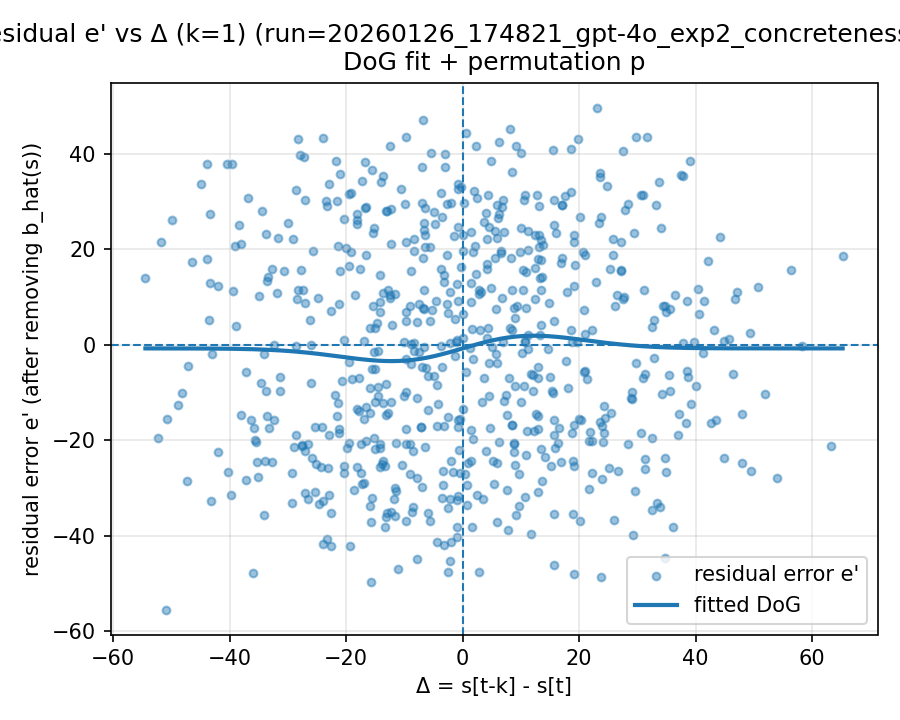 esidual e' vs Δ (k=1) (run=20260126_174821_gpt-4o_exp2_concreteness
DoG fit + permutation p
residual error e' (after removing b_hat(s))
40
20
0
−20
−40
−60
residual error e'
fitted DoG
−60
−40
−20
0
20
40
60
Δ = s[t-k] - s[t]